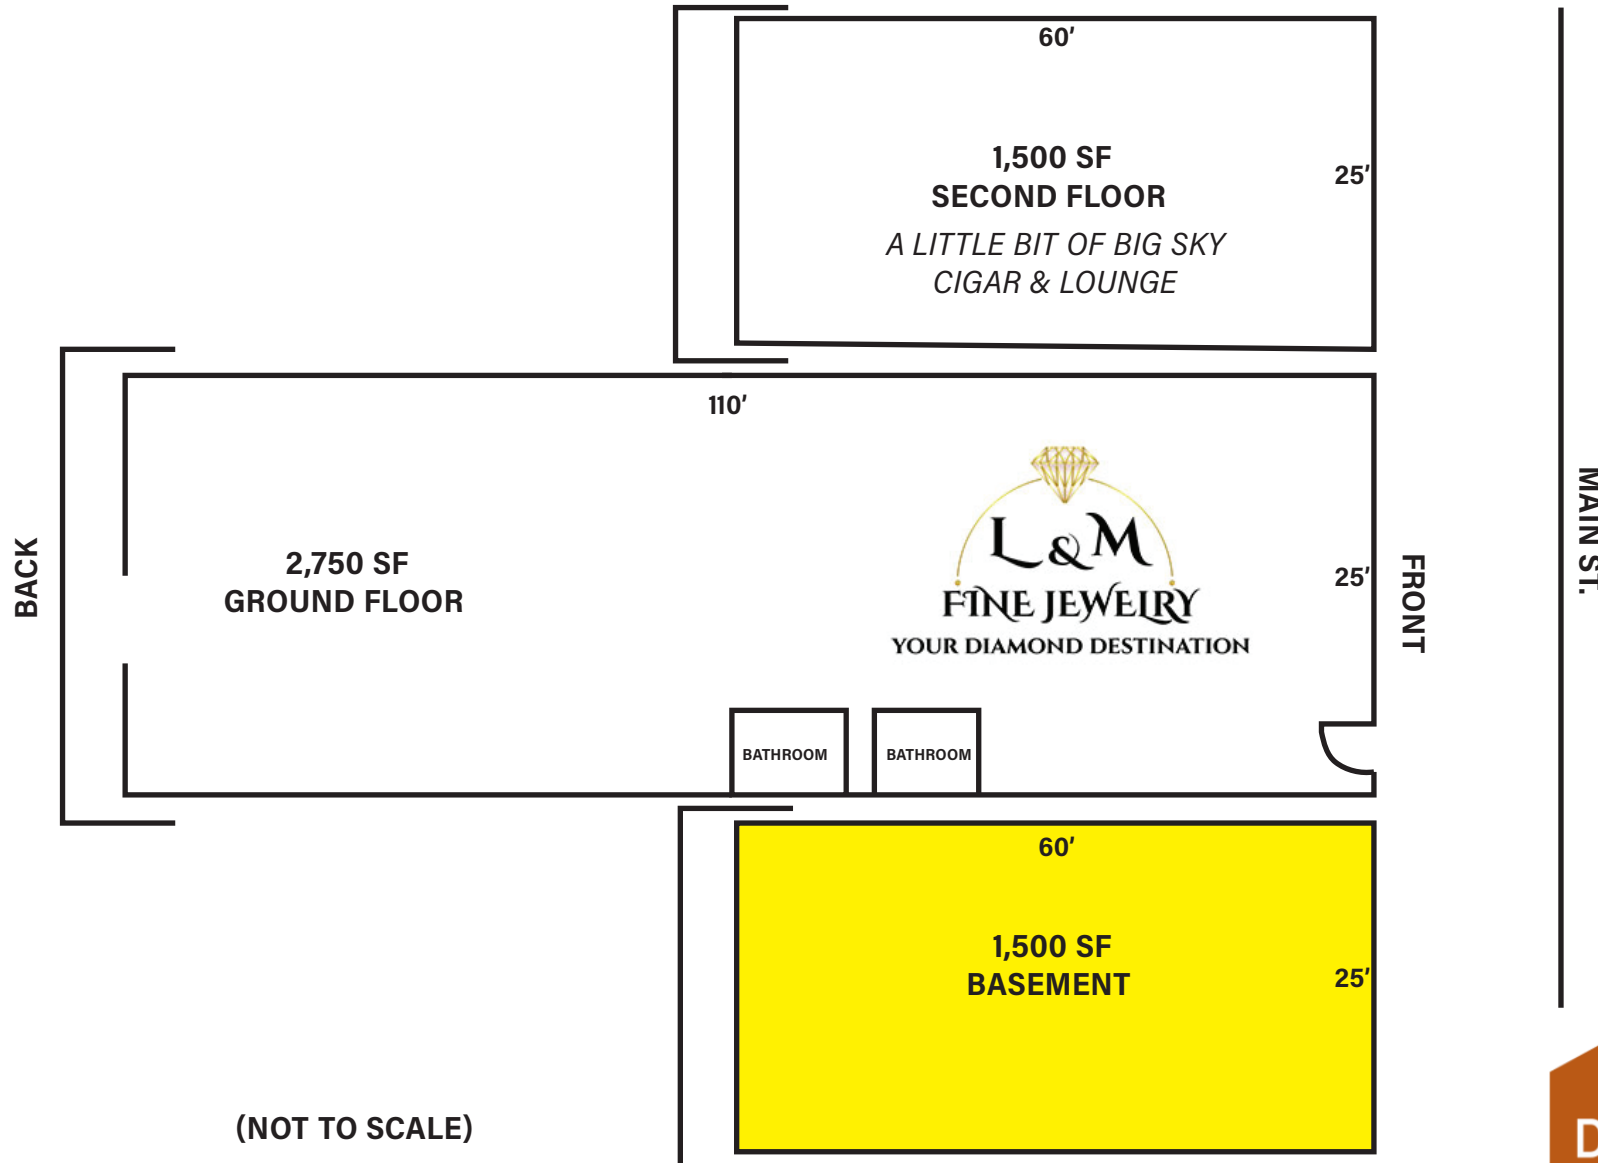 60'
1,500 SF
SECOND FLOOR
25'
A LITTLE BIT OF BIG SKY
CIGAR & LOUNGE
110'
BACK
2,750 SF
GROUND FLOOR
L & M
FINE JEWELRY
YOUR DIAMOND DESTINATION
25'
FRONT
MAIN ST.
BATHROOM
BATHROOM
60'
1,500 SF
BASEMENT
25'
(NOT TO SCALE)
D